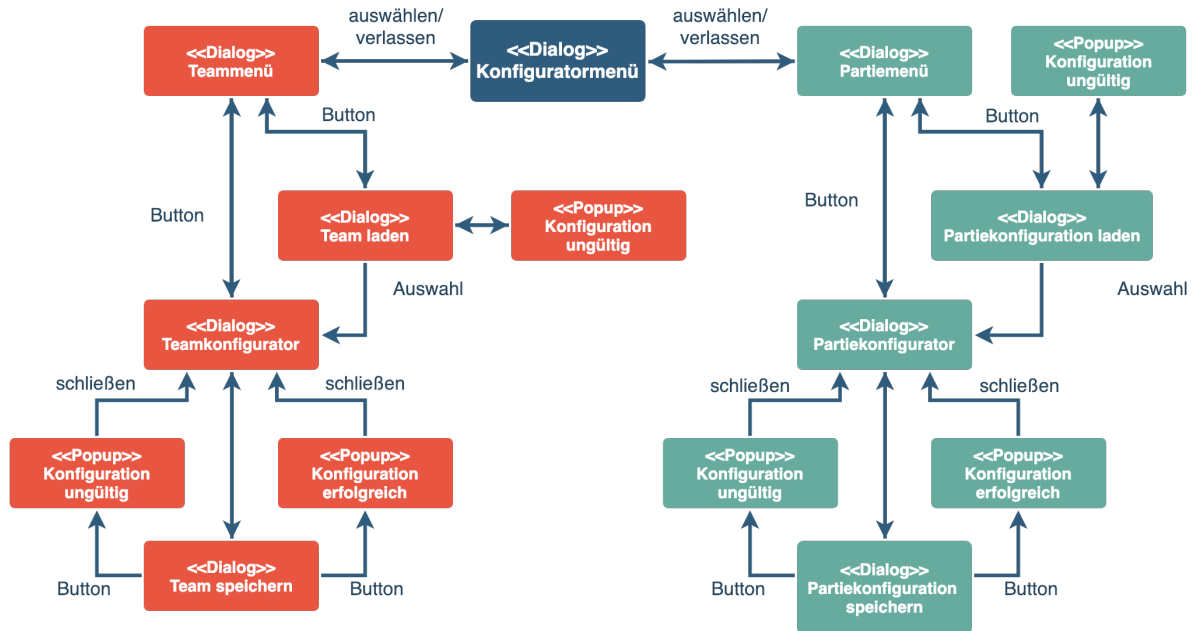 auswählen/
verlassen
auswählen/
verlassen
<<Dialog>>
Teammenü
<<Dialog>>
Konfiguratormenü
<<Dialog>>
Partiemenü
<<Popup>>
Konfiguration
ungültig
Button
Button
Button
Button
<<Dialog>>
Team laden
<<Popup>>
Konfiguration
ungültig
<<Dialog>>
Partiekonfiguration laden
Auswahl
Auswahl
<<Dialog>>
Teamkonfigurator
<<Dialog>>
Partiekonfigurator
schließen
schließen
schließen
schließen
<<Popup>>
Konfiguration
ungültig
<<Popup>>
Konfiguration
erfolgreich
<<Popup>>
Konfiguration
ungültig
<<Popup>>
Konfiguration
erfolgreich
Button
<<Dialog>>
Team speichern
Button
Button
<<Dialog>>
Partiekonfiguration
speichern
Button